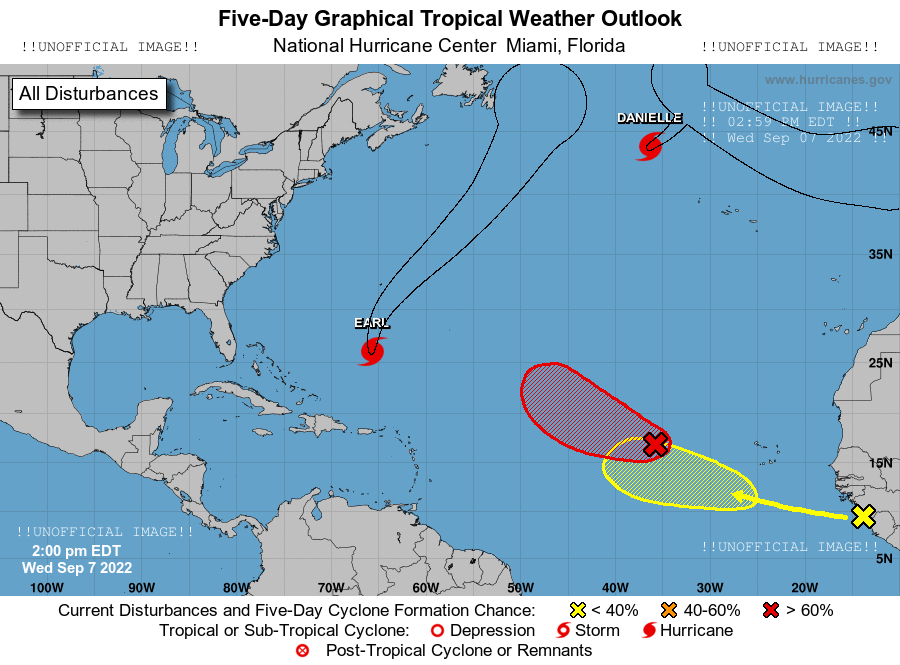 Five-Day Graphical Tropical Weather Outlook
!!UNOFFICIAL IMAGE!! National Hurricane Center Miami, Florida !!UNOFFICIAL IMAGE!!
www.hurricanes.gov
All Disturbances
!!UNOFFICIAL IMAGE!!
!! 02:59 PM EDT !!
!! Wed Sep 07 2022 !!
DANIELLE
45N
35N
EARL
25N
15N
!!UNOFFICIAL IMAGE!!
!!UNOFFICIAL IMAGE!!
2:00 pm EDT
Wed Sep 7 2022
5N
100W 90W 80W 70W 60W 50W 40W 30W 20W
Current Disturbances and Five-Day Cyclone Formation Chance: < 40% 40-60% > 60%
Tropical or Sub-Tropical Cyclone: Depression Storm Hurricane
Post-Tropical Cyclone or Remnants